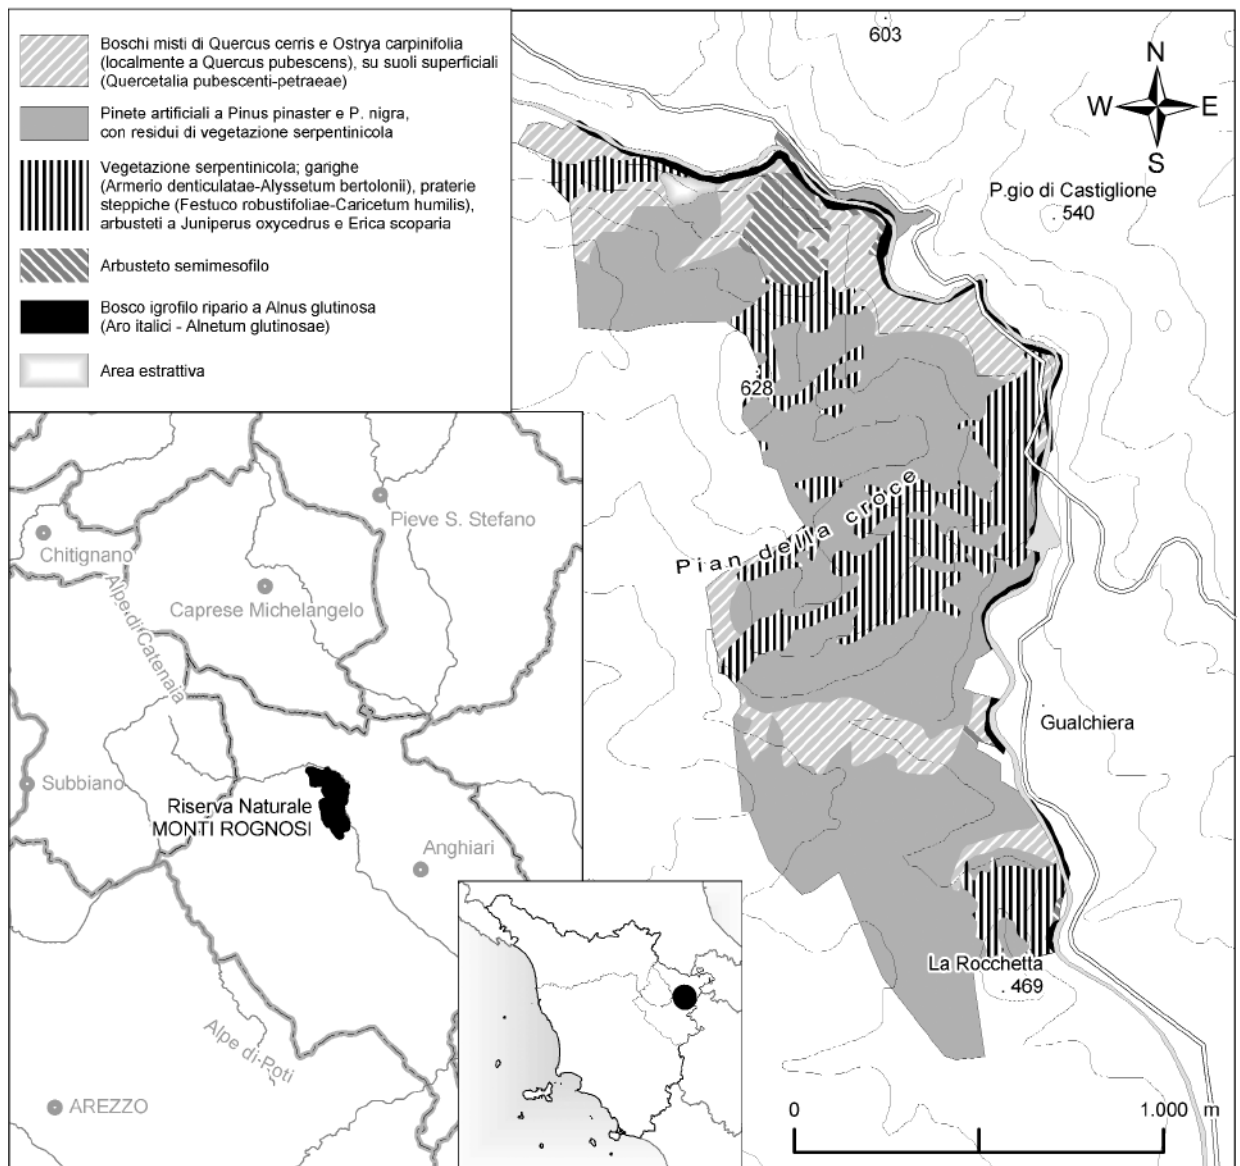 Boschi misti di Quercus cerris e Ostrya carpinifolia
(localmente a Quercus pubescens), su suoli superficiali
(Quercetalia pubescenti-petraeae)
Pinete artificiali a Pinus pinaster e P. nigra,
con residui di vegetazione serpentinicola
Vegetazione serpentinicola; garighe
(Armerio denticulatae-Alyssetum bertolonii), praterie
steppiche (Festuco robustifoliae-Caricetum humilis),
arbusteti a Juniperus oxycedrus e Erica scoparia
Arbusteto semimesofilo
Bosco igrofilo ripario a Alnus glutinosa
(Aro italici - Alnetum glutinosae)
Area estrattiva
603
N
W
E
S
P.gio di Castiglione
. 540
628
Pian della croce
Gualchiera
La Rocchetta
. 469
0
1.000 m
Pieve S. Stefano
Chitignano
Caprese Michelangelo
Alpe di Catenaia
Subbiano
Riserva Naturale
MONTI ROGNOSI
Anghiari
Alpe di Poti
AREZZO